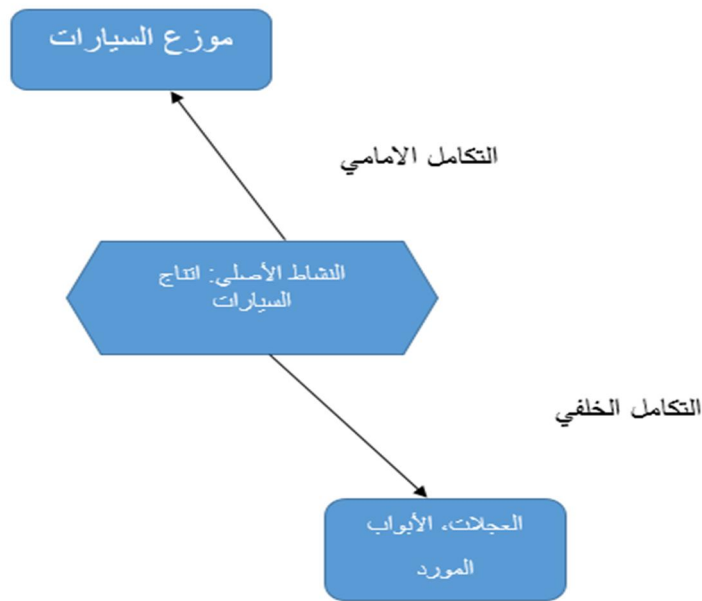 موزع السيارات
التكامل الامامي
النشاط الأصلي: انتاج
السيارات
التكامل الخلفي
العجلات، الأبواب
المورد